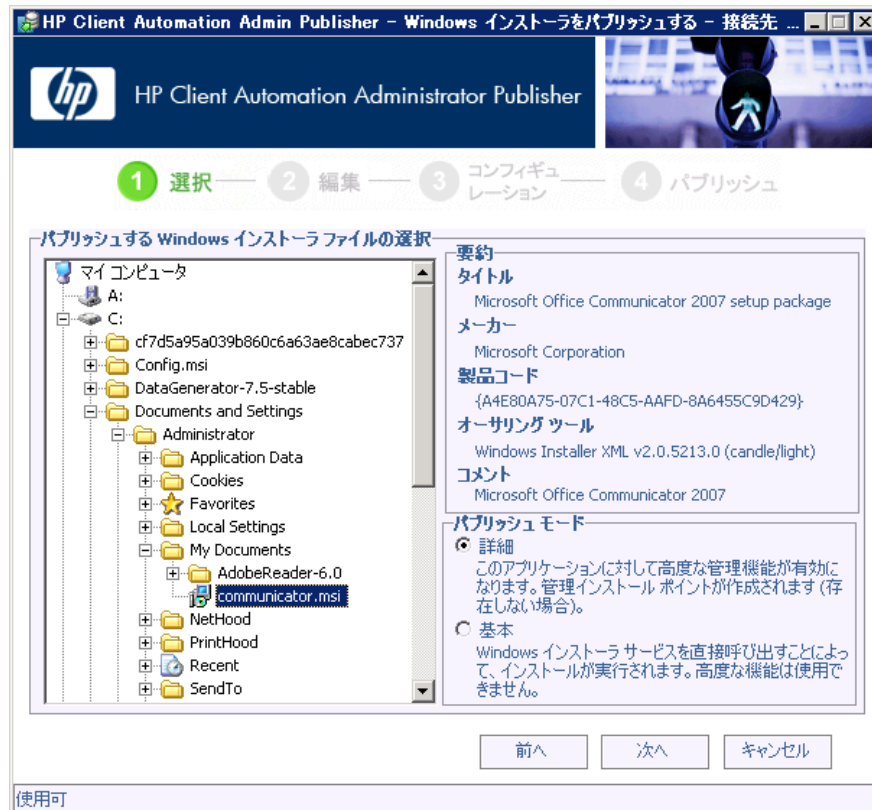 HP Client Automation Admin Publisher - Windows インストーラをパブリッシュする - 接続先 ...
hp
HP Client Automation Administrator Publisher
1 選択
2 編集
3 コンフィギュ
レーション
4 パブリッシュ
パブリッシュする Windows インストーラ ファイルの選択
マイ コンピュータ
A:
C:
cf7d5a95a039b860c6a63ae8cabec737
Config.msi
DataGenerator-7.5-stable
Documents and Settings
Administrator
Application Data
Cookies
Favorites
Local Settings
My Documents
AdobeReader-6.0
communicator.msi
NetHood
PrintHood
Recent
SendTo
要約
タイトル
Microsoft Office Communicator 2007 setup package
メーカー
Microsoft Corporation
製品コード
{A4E80A75-07C1-48C5-AAFD-8A6455C9D429}
オーサリング ツール
Windows Installer XML v2.0.5213.0 (candle/light)
コメント
Microsoft Office Communicator 2007
パブリッシュ モード
詳細
このアプリケーションに対して高度な管理機能が有効に
なります。管理インストール ポイントが作成されます (存
在しない場合)。
基本
Windows インストーラ サービスを直接呼び出すことによっ
て、インストールが実行されます。高度な機能は使用で
きません。
前へ
次へ
キャンセル
使用可